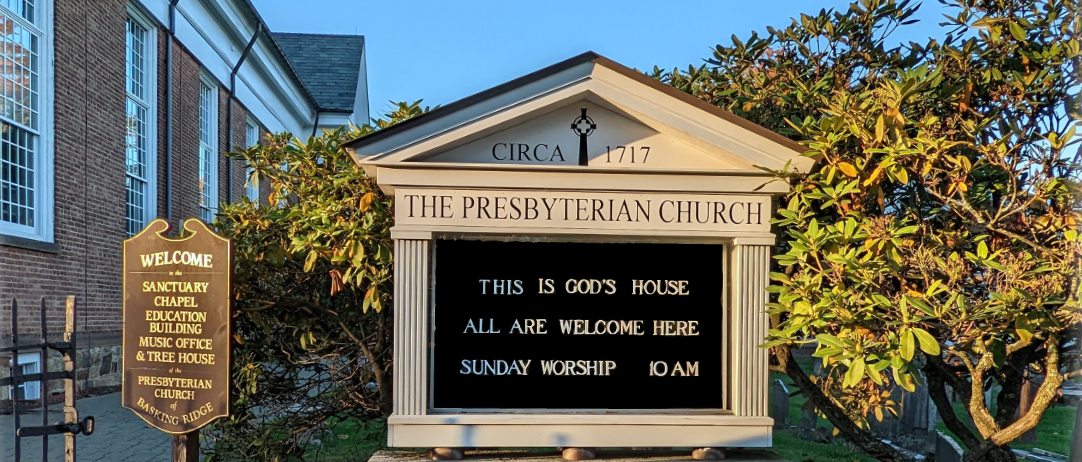 WELCOME
to the
SANCTUARY
CHAPEL
EDUCATION
BUILDING
MUSIC OFFICE
& TREE HOUSE
of the
PRESBYTERIAN
CHURCH
of
BASKING RIDGE
CIRCA 1717
THE PRESBYTERIAN CHURCH
THIS IS GOD'S HOUSE
ALL ARE WELCOME HERE
SUNDAY WORSHIP 10 AM